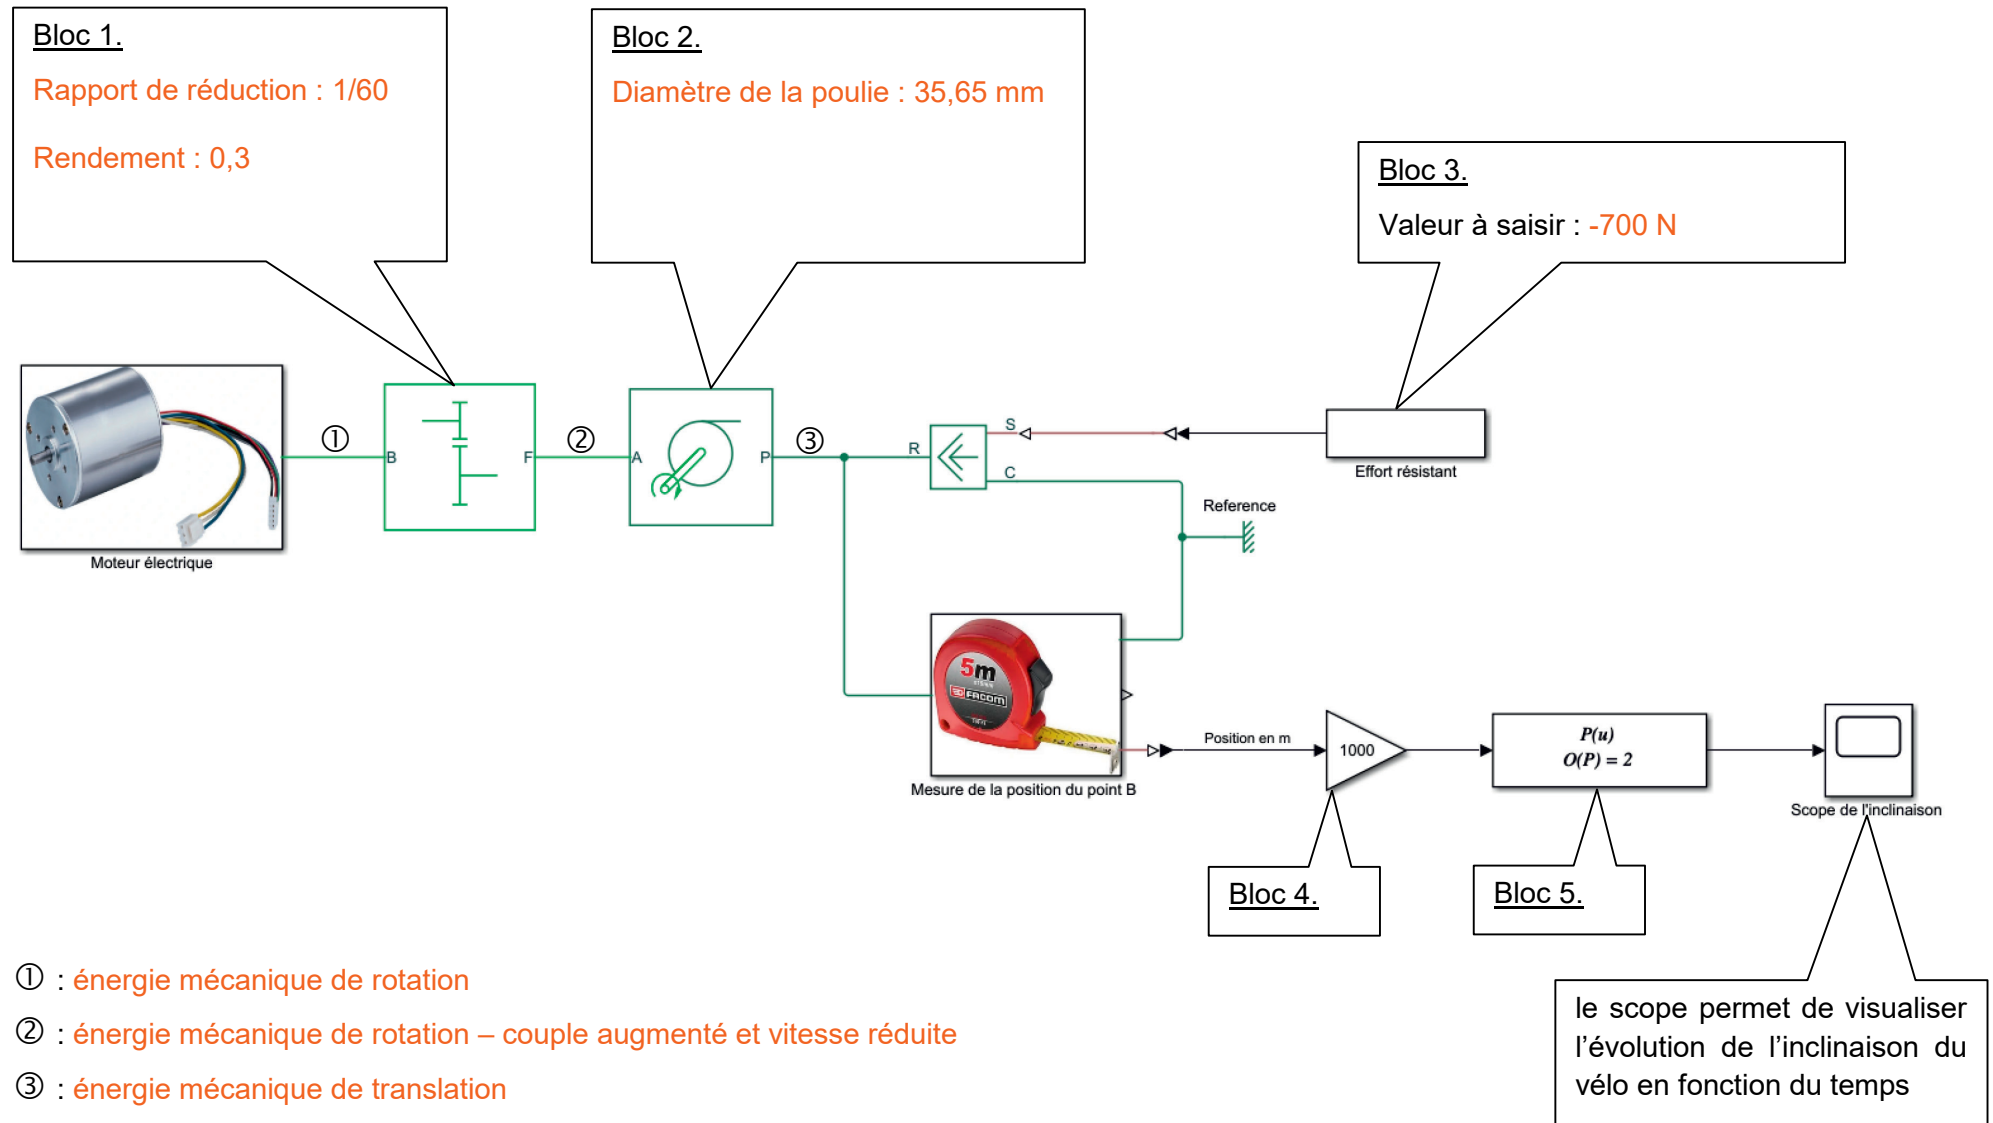 Bloc 1.
Rapport de réduction : 1/60
Rendement : 0,3
Bloc 2.
Diamètre de la poulie : 35,65 mm
Bloc 3.
Valeur à saisir : -700 N
Moteur électrique
①
B
F
②
A
P
③
R
S
C
Effort résistant
Reference
5m
FACOM
Mesure de la position du point B
Position en m
1000
P(u)
O(P) = 2
Scope de l'inclinaison
Bloc 4.
Bloc 5.
① : énergie mécanique de rotation
② : énergie mécanique de rotation – couple augmenté et vitesse réduite
③ : énergie mécanique de translation
le scope permet de visualiser
l’évolution de l’inclinaison du
vélo en fonction du temps